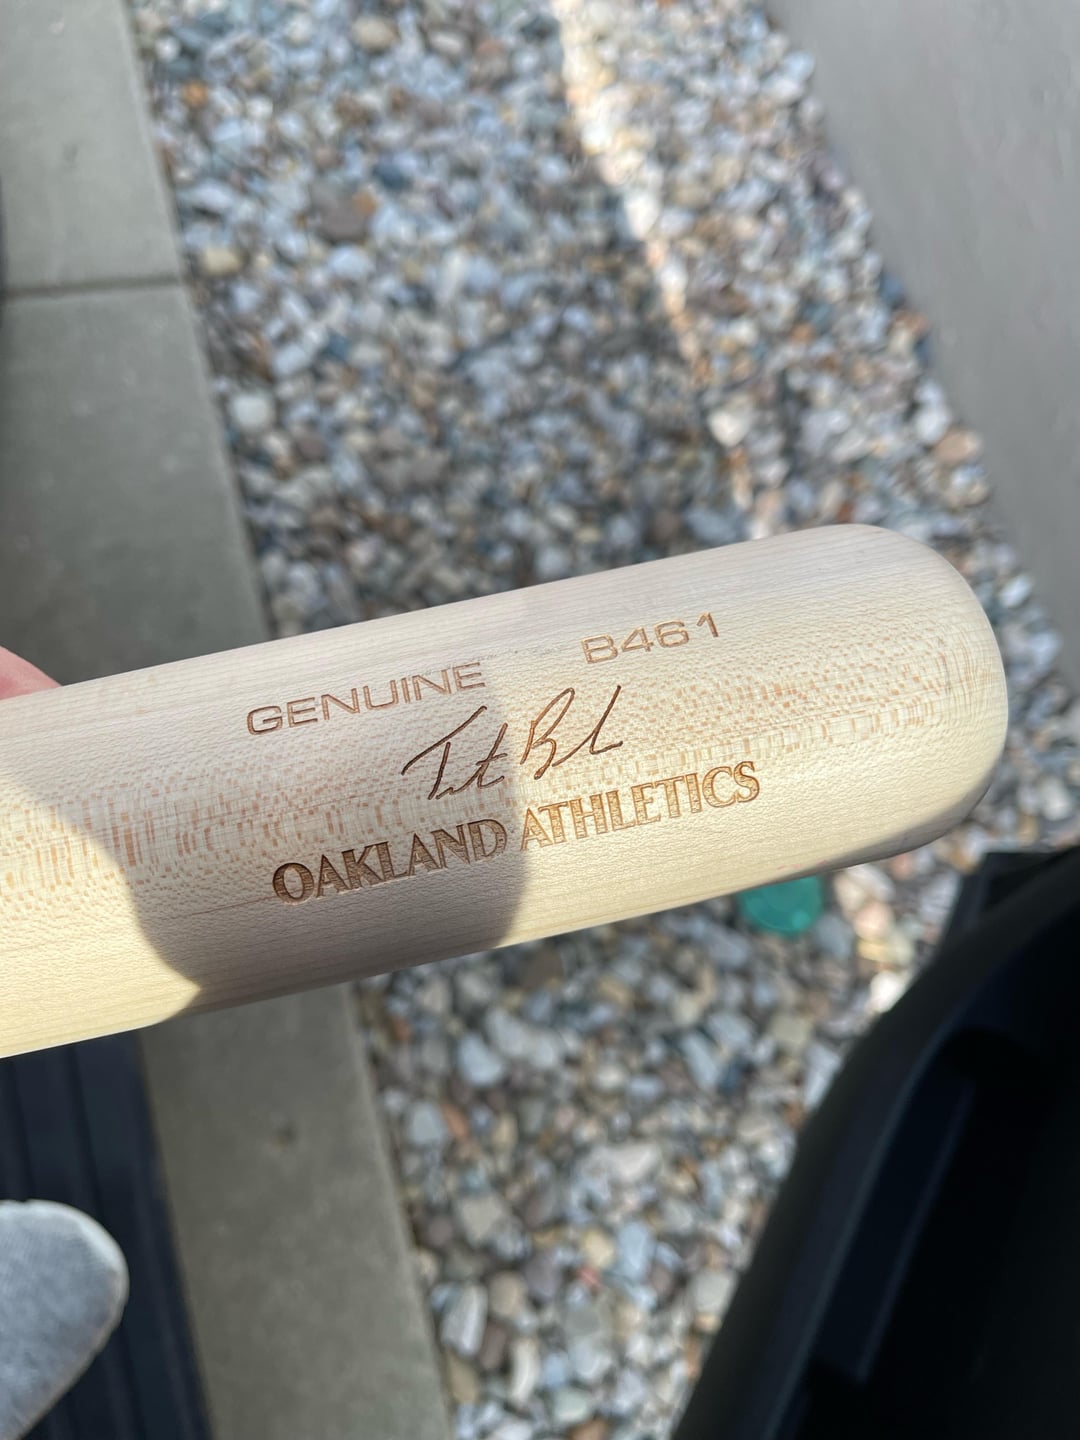 GENUINE B461
OAKLAND ATHLETICS